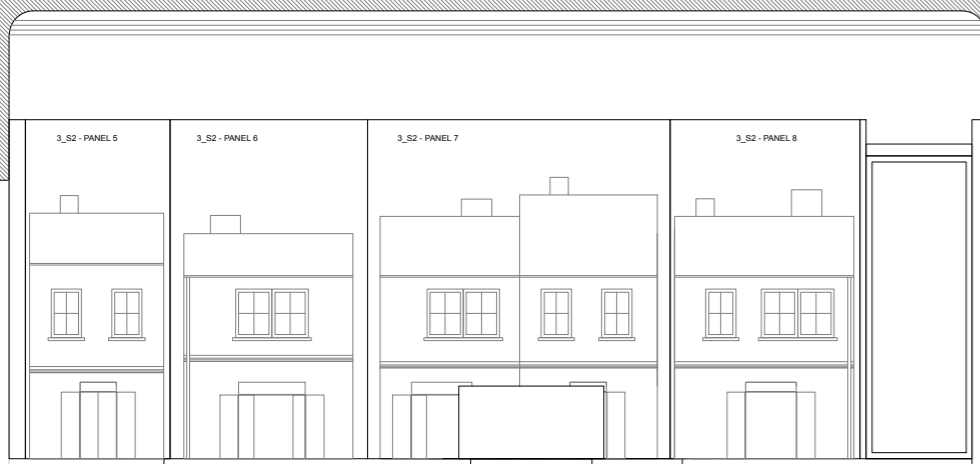 3_S2 - PANEL 5
3_S2 - PANEL 6
3_S2 - PANEL 7
3_S2 - PANEL 8